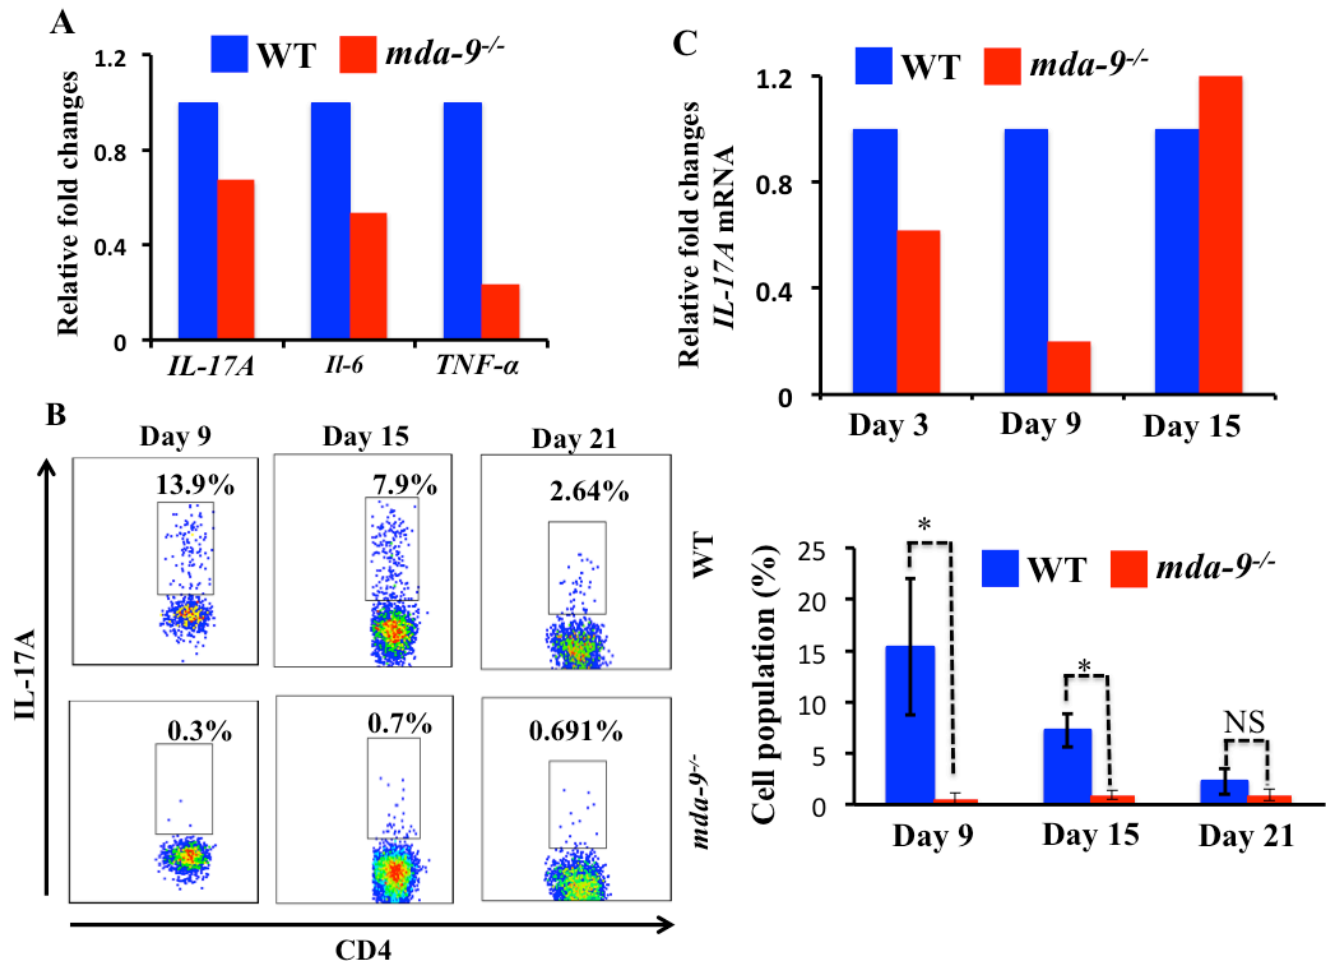 A
WT mda-9-/-
Relative fold changes
1.2
0.8
0.4
0
IL-17A Il-6 TNF-α
C
WT mda-9-/-
Relative fold changes
IL-17A mRNA
1.2
0.8
0.4
0
Day 3 Day 9 Day 15
B
Day 9 Day 15 Day 21
13.9% 7.9% 2.64%
WT
0.3% 0.7% 0.691%
mda-9-/-
IL-17A
CD4
WT mda-9-/-
Cell population (%)
25
20
15
10
5
0
*
*
NS
Day 9 Day 15 Day 21